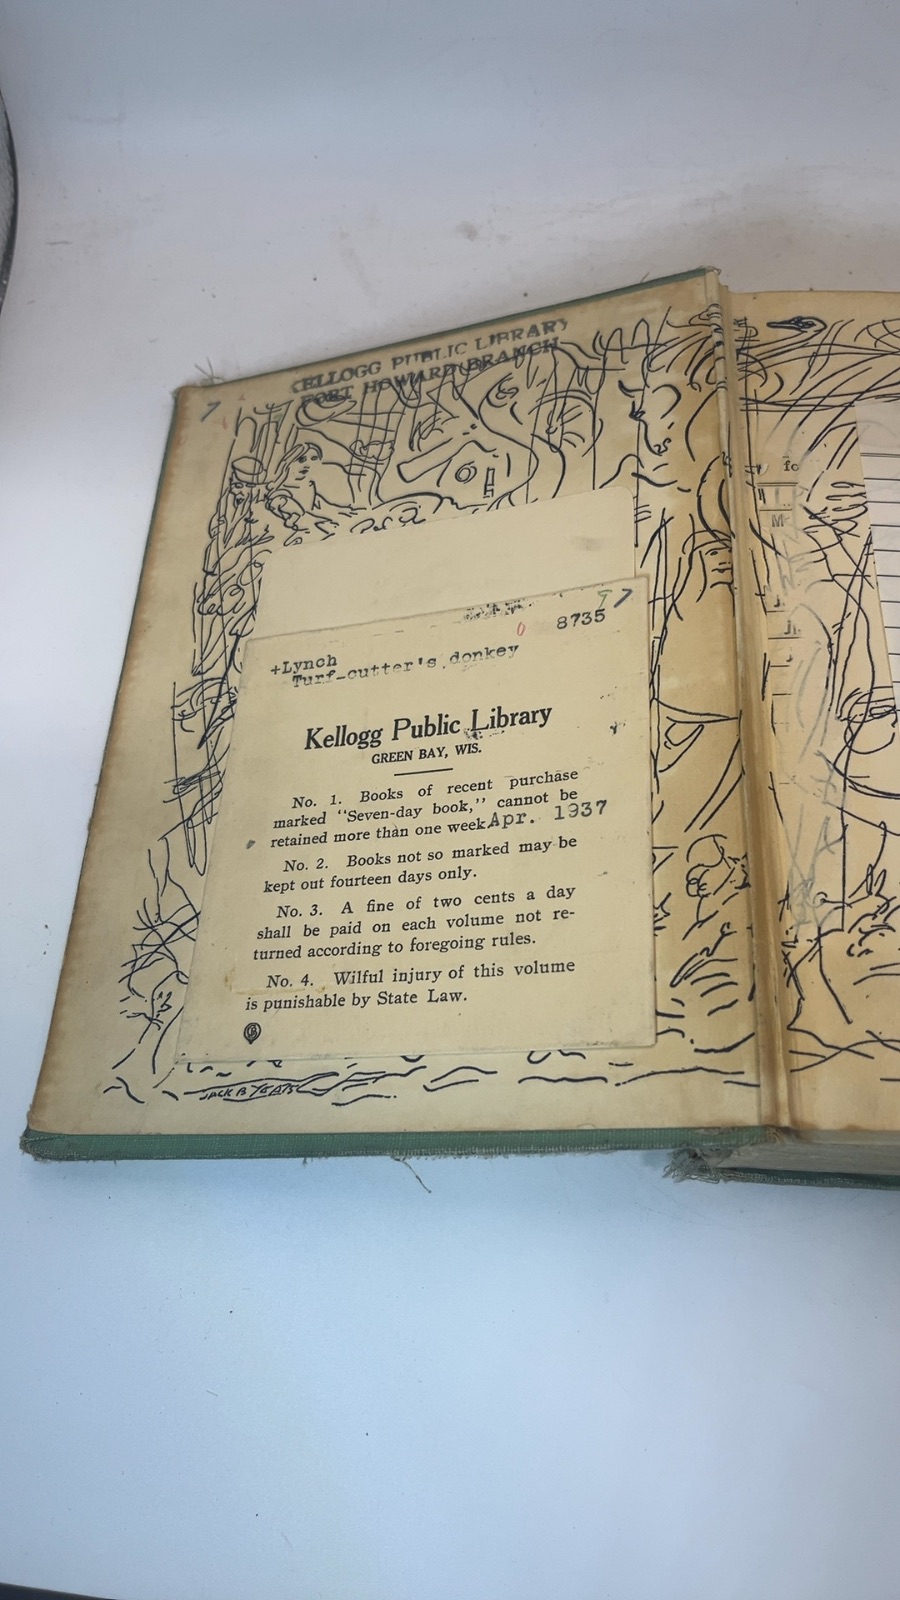 KELLOGG PUBLIC LIBRARY
FORT HOWARD BRANCH
7
7
8735
0
+Lynch
Turf-cutter's donkey
Kellogg Public Library
GREEN BAY, WIS.
No. 1. Books of recent purchase
marked "Seven-day book," cannot be
retained more than one week. Apr. 1937
No. 2. Books not so marked may be
kept out fourteen days only.
No. 3. A fine of two cents a day
shall be paid on each volume not re-
turned according to foregoing rules.
No. 4. Wilful injury of this volume
is punishable by State Law.
JACK B YEATS
fo